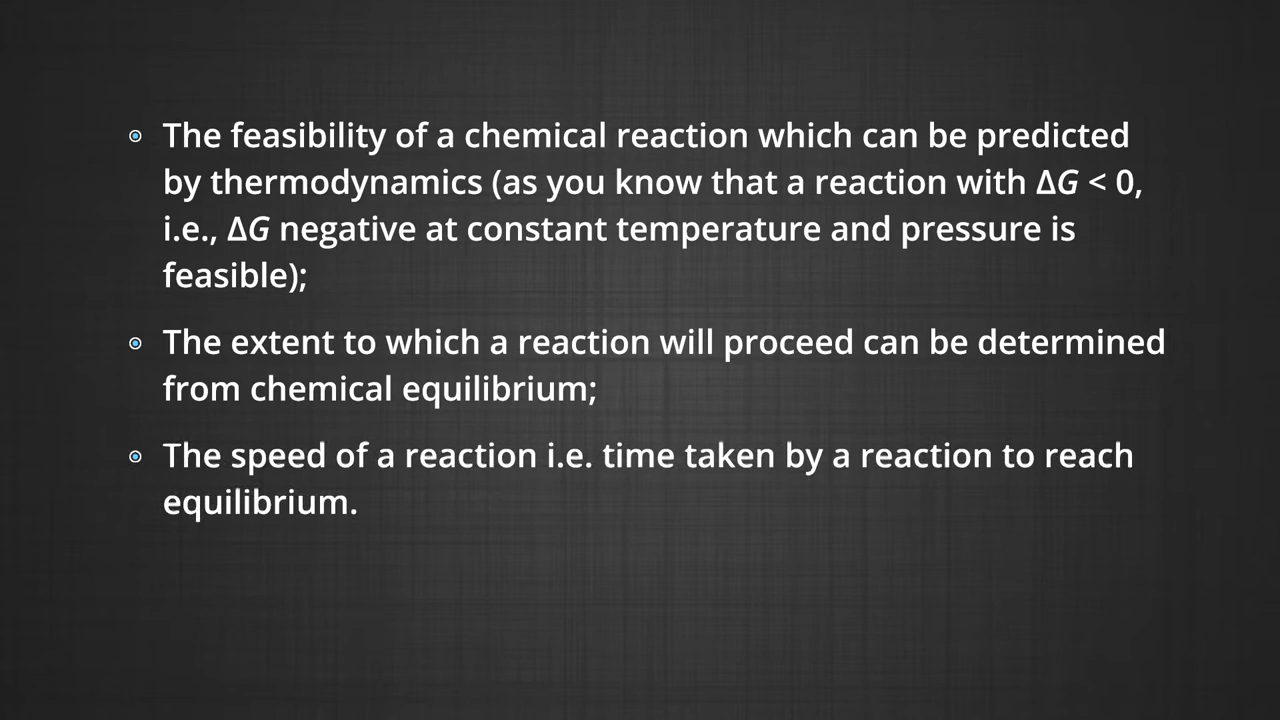 The feasibility of a chemical reaction which can be predicted
by thermodynamics (as you know that a reaction with ΔG < 0,
i.e., ΔG negative at constant temperature and pressure is
feasible);
The extent to which a reaction will proceed can be determined
from chemical equilibrium;
The speed of a reaction i.e. time taken by a reaction to reach
equilibrium.